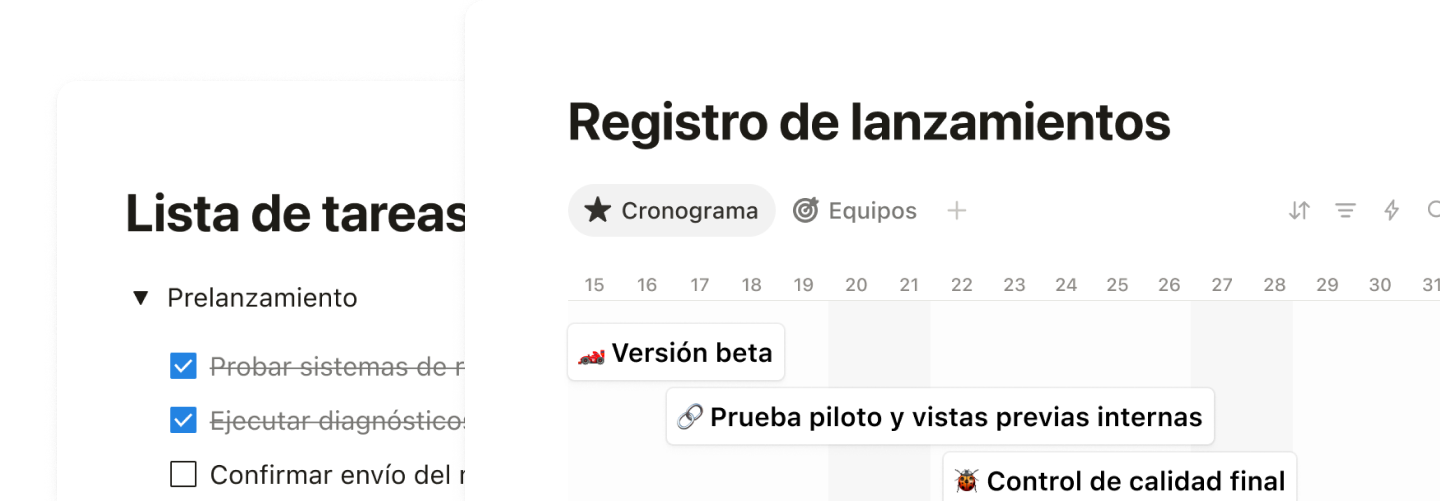 Lista de tareas
Prelanzamiento
Probar sistemas de
Ejecutar diagnósticos
Confirmar envío del
Registro de lanzamientos
Cronograma Equipos
15 16 17 18 19 20 21 22 23 24 25 26 27 28 29 30 31
Versión beta
Prueba piloto y vistas previas internas
Control de calidad final